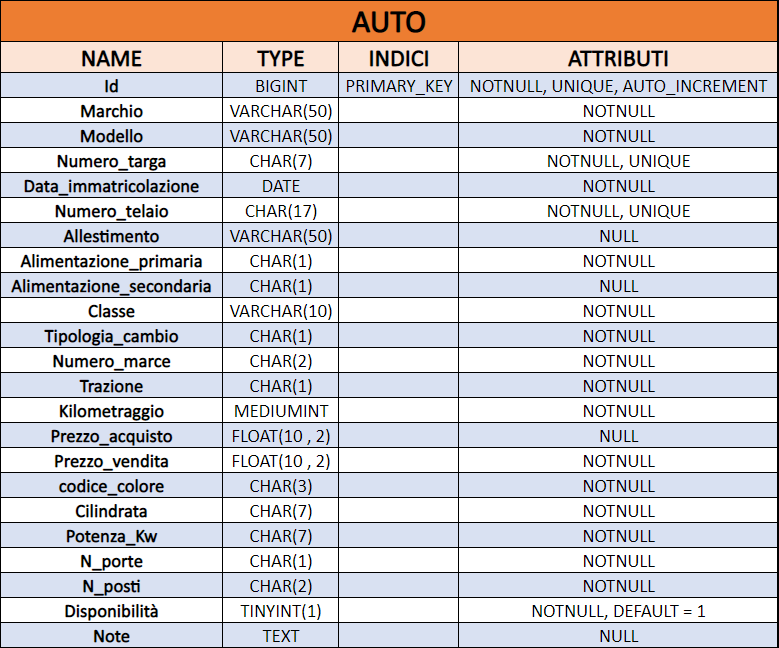 AUTO
NAME TYPE INDICI ATTRIBUTI
Id BIGINT PRIMARY_KEY NOTNULL, UNIQUE, AUTO_INCREMENT
Marchio VARCHAR(50) NOTNULL
Modello VARCHAR(50) NOTNULL
Numero_targa CHAR(7) NOTNULL, UNIQUE
Data_immatricolazione DATE NOTNULL
Numero_telaio CHAR(17) NOTNULL, UNIQUE
Allestimento VARCHAR(50) NULL
Alimentazione_primaria CHAR(1) NOTNULL
Alimentazione_secondaria CHAR(1) NULL
Classe VARCHAR(10) NOTNULL
Tipologia_cambio CHAR(1) NOTNULL
Numero_marce CHAR(2) NOTNULL
Trazione CHAR(1) NOTNULL
Kilometraggio MEDIUMINT NOTNULL
Prezzo_acquisto FLOAT(10 , 2) NULL
Prezzo_vendita FLOAT(10 , 2) NOTNULL
codice_colore CHAR(3) NOTNULL
Cilindrata CHAR(7) NOTNULL
Potenza_Kw CHAR(7) NOTNULL
N_porte CHAR(1) NOTNULL
N_posti CHAR(2) NOTNULL
Disponibilità TINYINT(1) NOTNULL, DEFAULT = 1
Note TEXT NULL